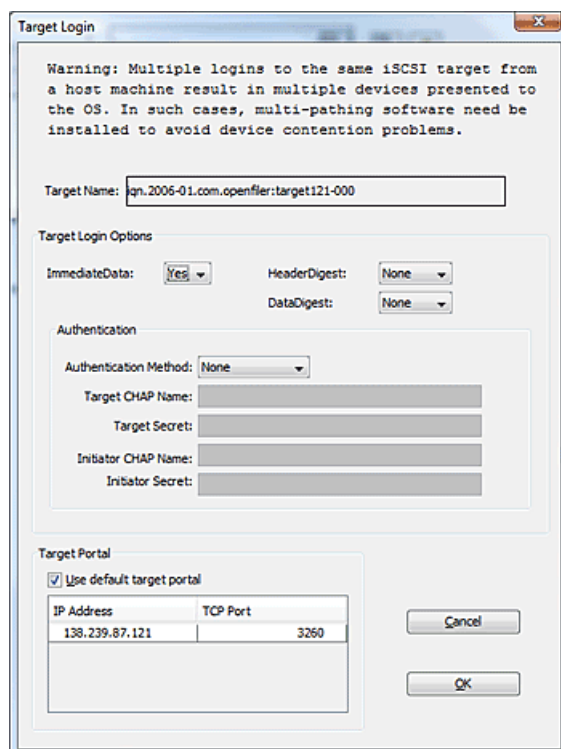 Target Login
Warning: Multiple logins to the same iSCSI target from
a host machine result in multiple devices presented to
the OS. In such cases, multi-pathing software need be
installed to avoid device contention problems.
Target Name: iqn.2006-01.com.openfiler:target121-000
Target Login Options
ImmediateData: Yes HeaderDigest: None
DataDigest: None
Authentication
Authentication Method: None
Target CHAP Name:
Target Secret:
Initiator CHAP Name:
Initiator Secret:
Target Portal
Use default target portal
IP Address TCP Port
138.239.87.121 3260
Cancel
OK